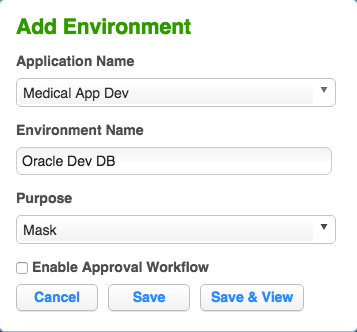 Add Environment
Application Name
Medical App Dev
Environment Name
Oracle Dev DB
Purpose
Mask
Enable Approval Workflow
Cancel Save Save & View